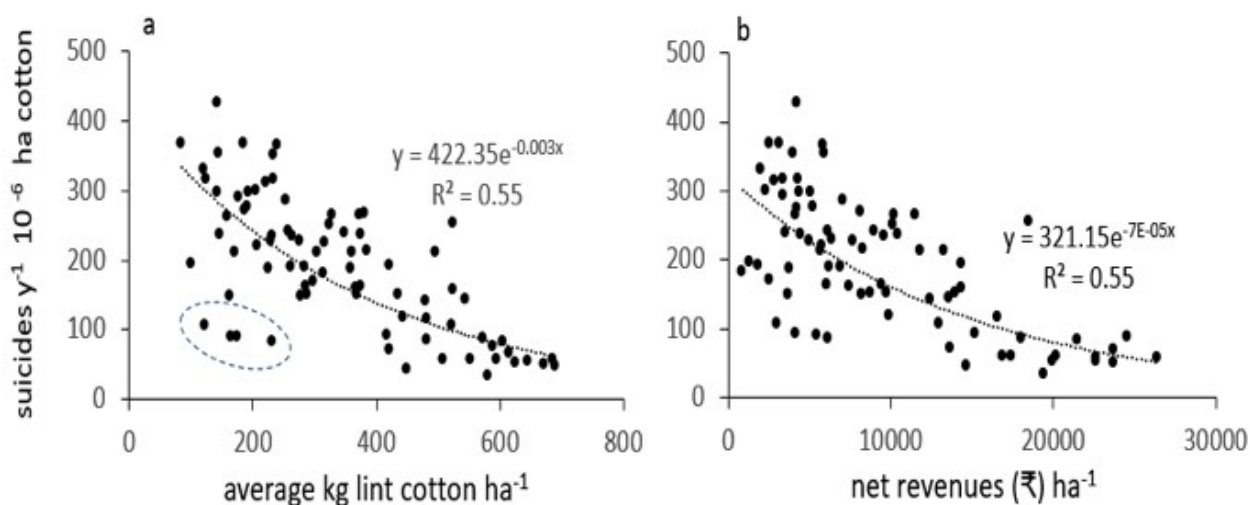 a
b
suicides y⁻¹ 10⁻⁶ ha cotton
500
400
300
200
100
0
y = 422.35e⁻⁰·⁰⁰³ˣ
R² = 0.55
0 200 400 600 800
average kg lint cotton ha⁻¹
500
400
300
200
100
0
y = 321.15e⁻⁷ᴱ⁻⁰⁵ˣ
R² = 0.55
0 10000 20000 30000
net revenues (₹) ha⁻¹